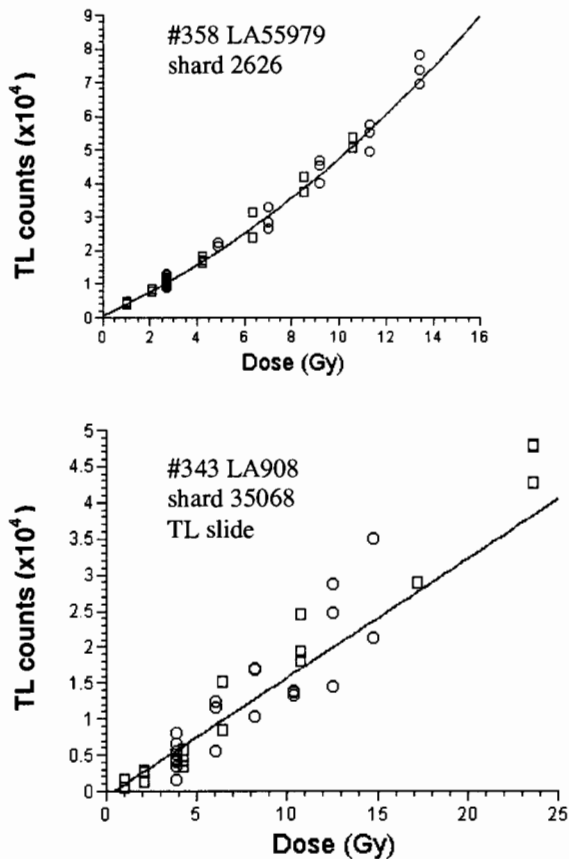 #358 LA55979
shard 2626
TL counts (x10⁴)
9
8
7
6
5
4
3
2
1
0
0 2 4 6 8 10 12 14 16
Dose (Gy)
#343 LA908
shard 35068
TL slide
TL counts (x10⁴)
5
4.5
4
3.5
3
2.5
2
1.5
1
0.5
0
0 5 10 15 20 25
Dose (Gy)